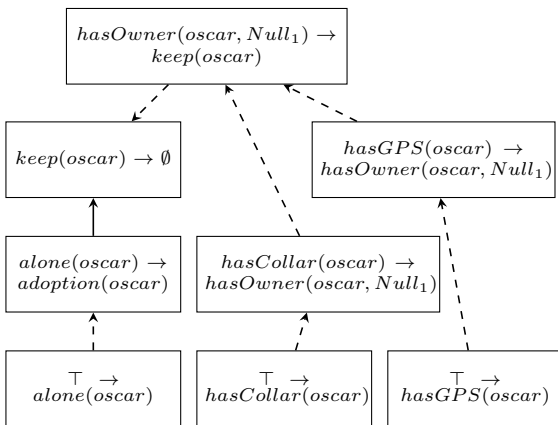 hasOwner(oscar, Null₁) →
keep(oscar)
keep(oscar) → ∅
hasGPS(oscar) →
hasOwner(oscar, Null₁)
alone(oscar) →
adoption(oscar)
hasCollar(oscar) →
hasOwner(oscar, Null₁)
⊤ →
alone(oscar)
⊤ →
hasCollar(oscar)
⊤ →
hasGPS(oscar)